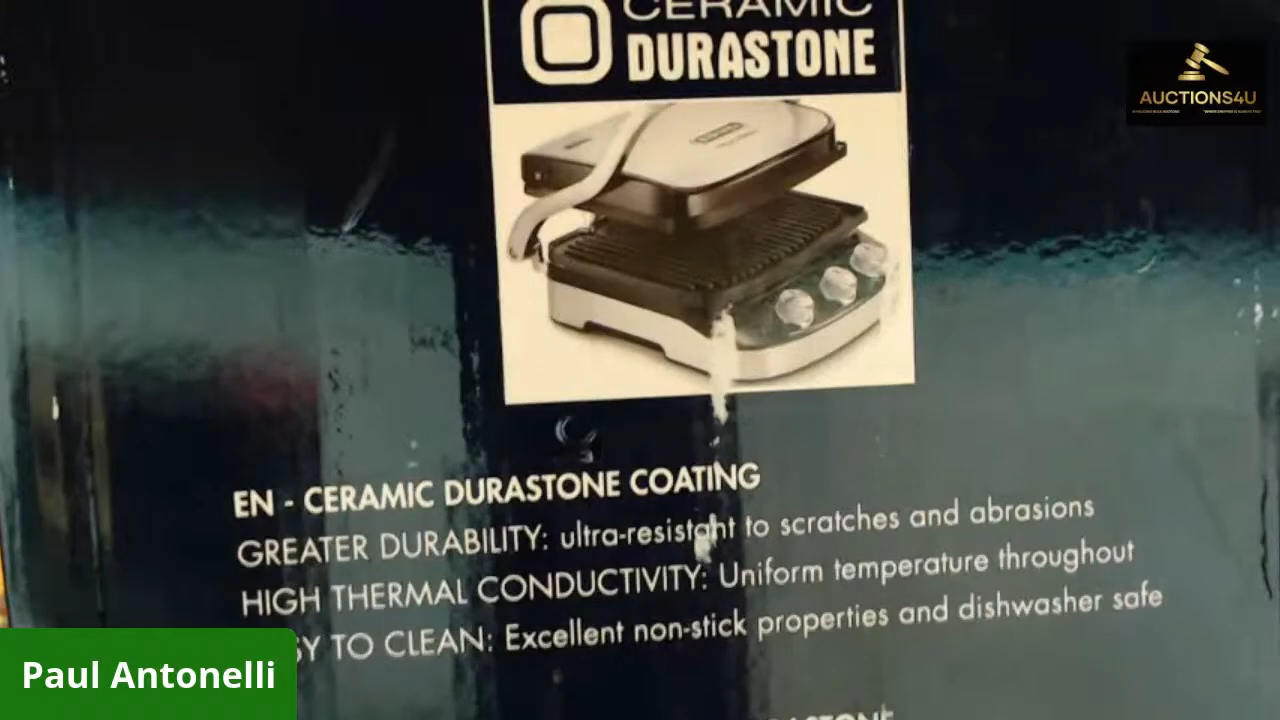 CERAMIC
DURASTONE
AUCTIONS4U
EN - CERAMIC DURASTONE COATING
GREATER DURABILITY: ultra-resistant to scratches and abrasions
HIGH THERMAL CONDUCTIVITY: Uniform temperature throughout
SY TO CLEAN: Excellent non-stick properties and dishwasher safe
Paul Antonelli